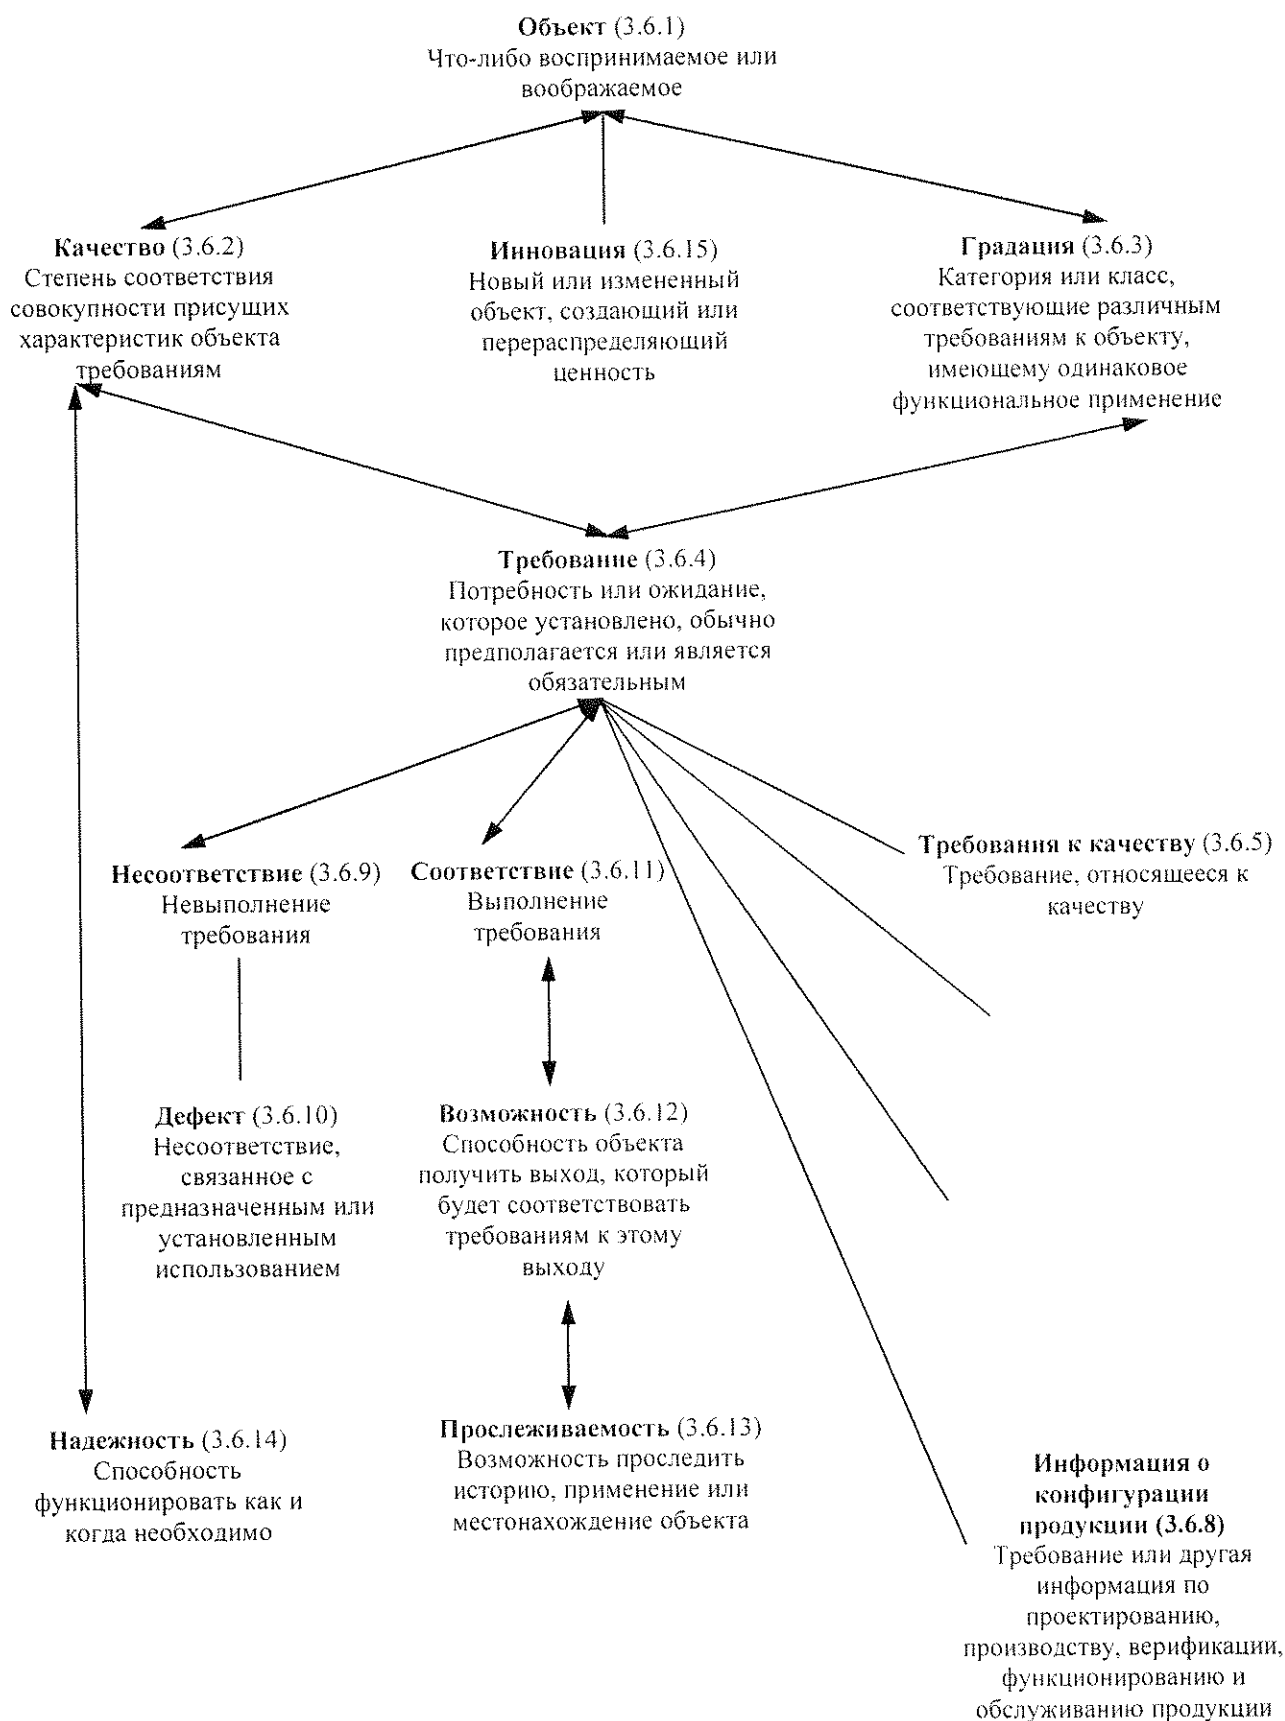 Объект (3.6.1)
Что-либо воспринимаемое или
воображаемое
Качество (3.6.2)
Степень соответствия
совокупности присущих
характеристик объекта
требованиям
Инновация (3.6.15)
Новый или измененный
объект, создающий или
перераспределяющий
ценность
Градация (3.6.3)
Категория или класс,
соответствующие различным
требованиям к объекту,
имеющему одинаковое
функциональное применение
Требование (3.6.4)
Потребность или ожидание,
которое установлено, обычно
предполагается или является
обязательным
Несоответствие (3.6.9)
Невыполнение
требования
Соответствие (3.6.11)
Выполнение
требования
Требования к качеству (3.6.5)
Требование, относящееся к
качеству
Дефект (3.6.10)
Несоответствие,
связанное с
предназначенным или
установленным
использованием
Возможность (3.6.12)
Способность объекта
получить выход, который
будет соответствовать
требованиям к этому
выходу
Надежность (3.6.14)
Способность
функционировать как и
когда необходимо
Прослеживаемость (3.6.13)
Возможность проследить
историю, применение или
местонахождение объекта
Информация о
конфигурации
продукции (3.6.8)
Требование или другая
информация по
проектированию,
производству, верификации,
функционированию и
обслуживанию продукции